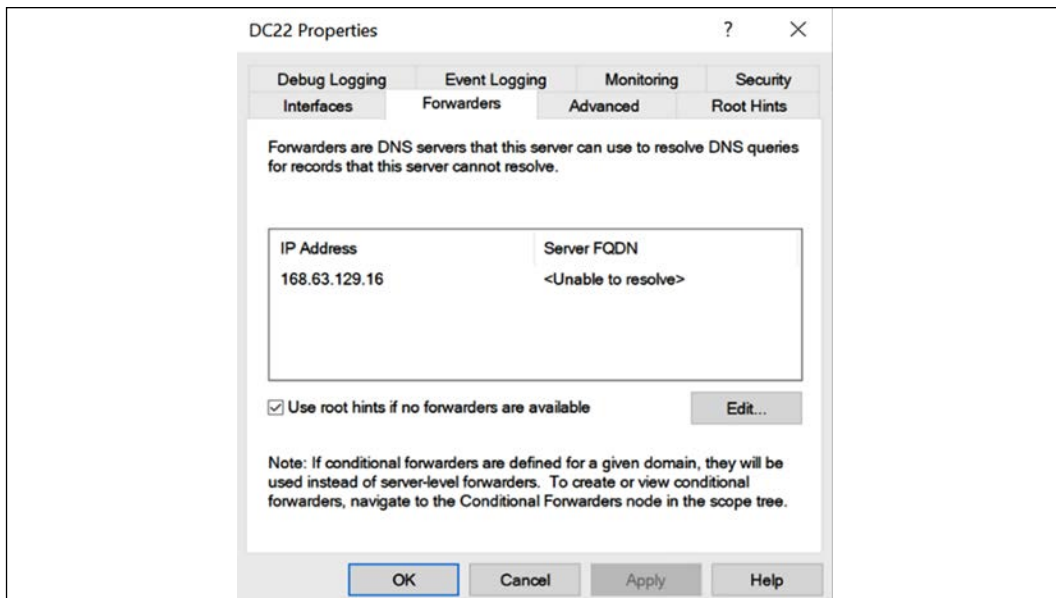 DC22 Properties
?
Debug Logging Event Logging Monitoring Security
Interfaces Forwarders Advanced Root Hints
Forwarders are DNS servers that this server can use to resolve DNS queries
for records that this server cannot resolve.
IP Address Server FQDN
168.63.129.16 <Unable to resolve>
Use root hints if no forwarders are available
Edit...
Note: If conditional forwarders are defined for a given domain, they will be
used instead of server-level forwarders. To create or view conditional
forwarders, navigate to the Conditional Forwarders node in the scope tree.
OK Cancel Apply Help